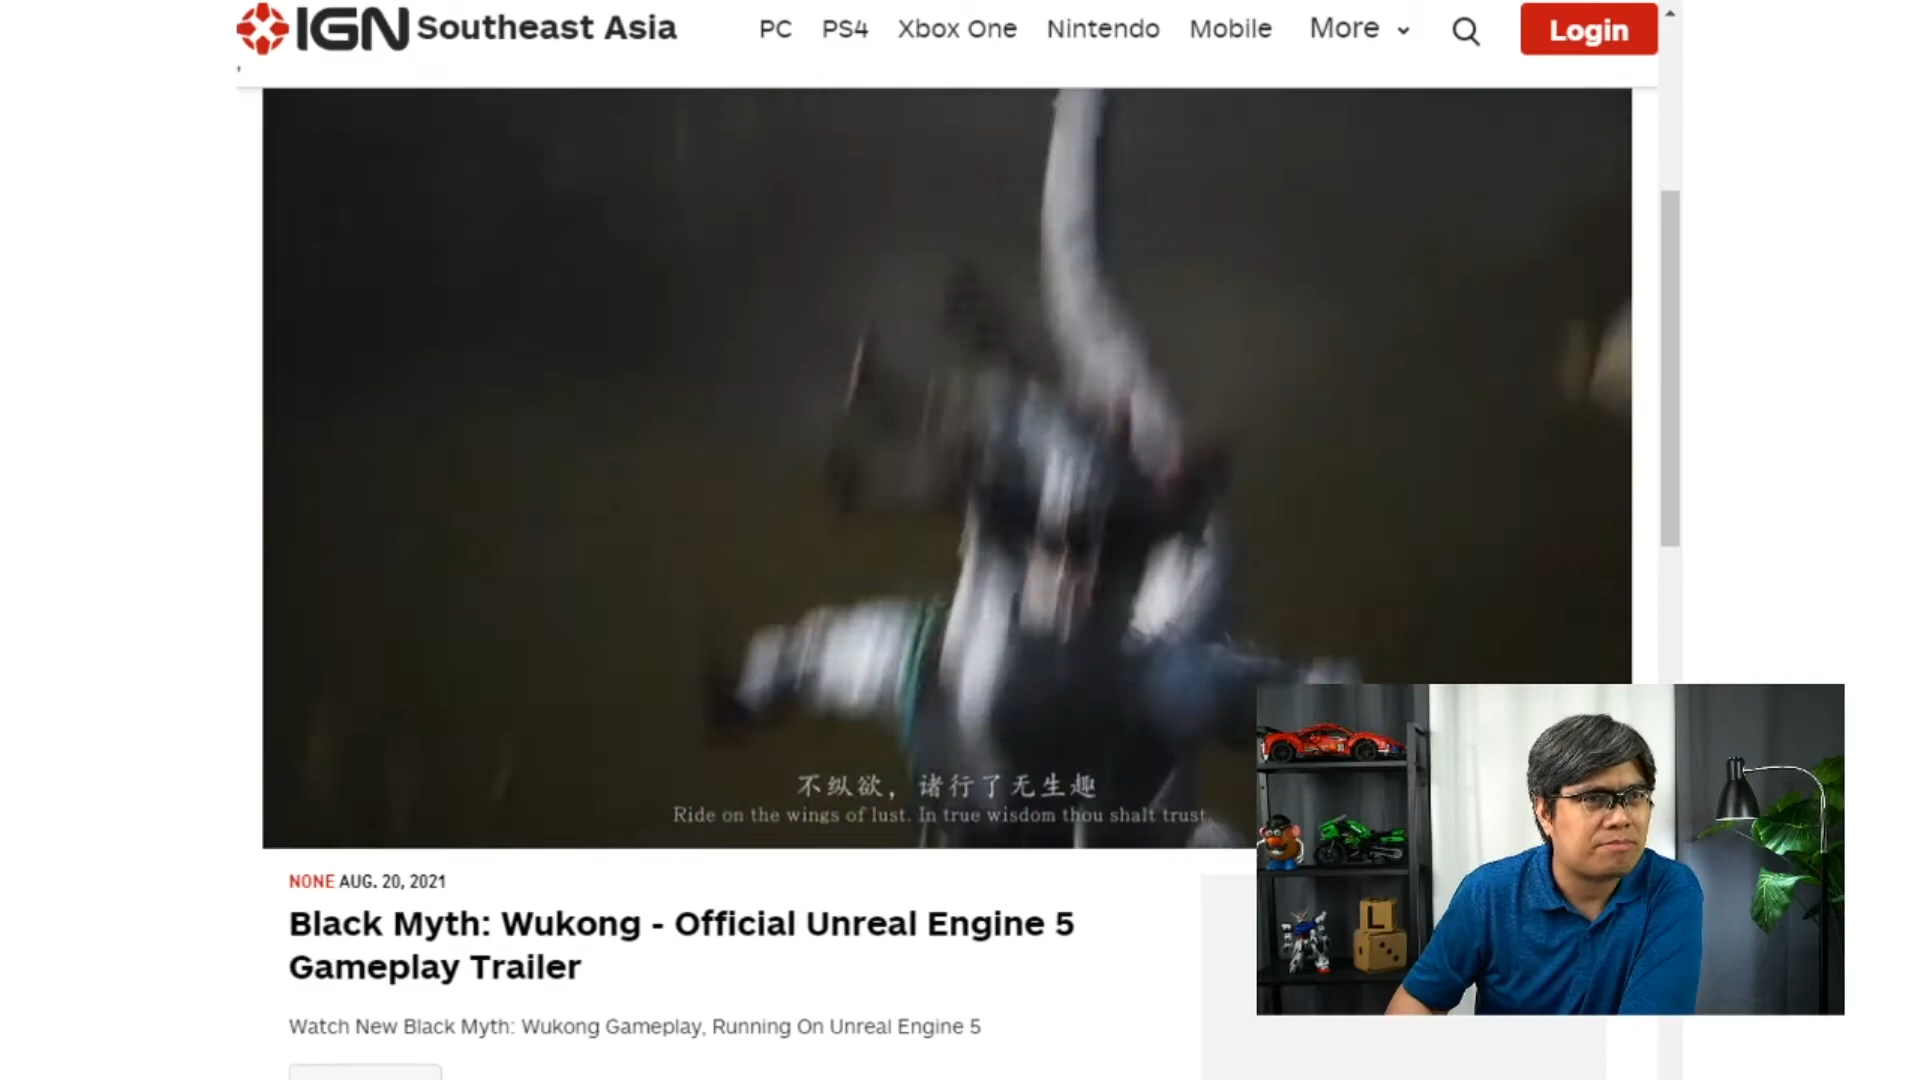 IGN Southeast Asia
PC PS4 Xbox One Nintendo Mobile More
Login
不纵欲，诸行了无生趣
Ride on the wings of lust. In true wisdom thou shalt trust.
NONE AUG. 20, 2021
Black Myth: Wukong - Official Unreal Engine 5
Gameplay Trailer
Watch New Black Myth: Wukong Gameplay, Running On Unreal Engine 5
L